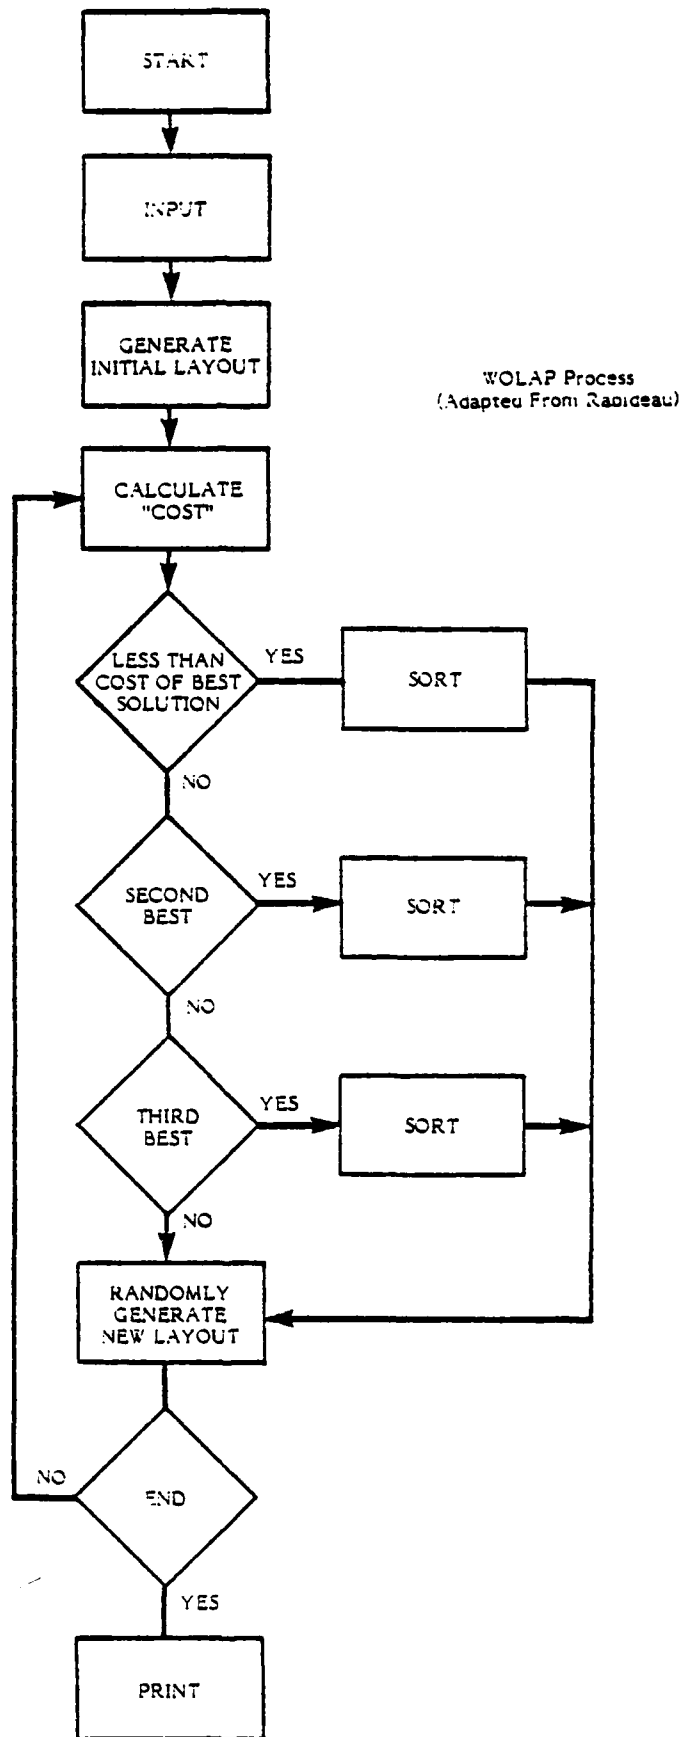 START
INPUT
GENERATE
INITIAL LAYOUT
WOLAP Process
(Adapted From Rapideau)
CALCULATE
"COST"
LESS THAN
COST OF BEST
SOLUTION
YES
SORT
NO
SECOND
BEST
YES
SORT
NO
THIRD
BEST
YES
SORT
NO
RANDOMLY
GENERATE
NEW LAYOUT
NO
END
YES
PRINT